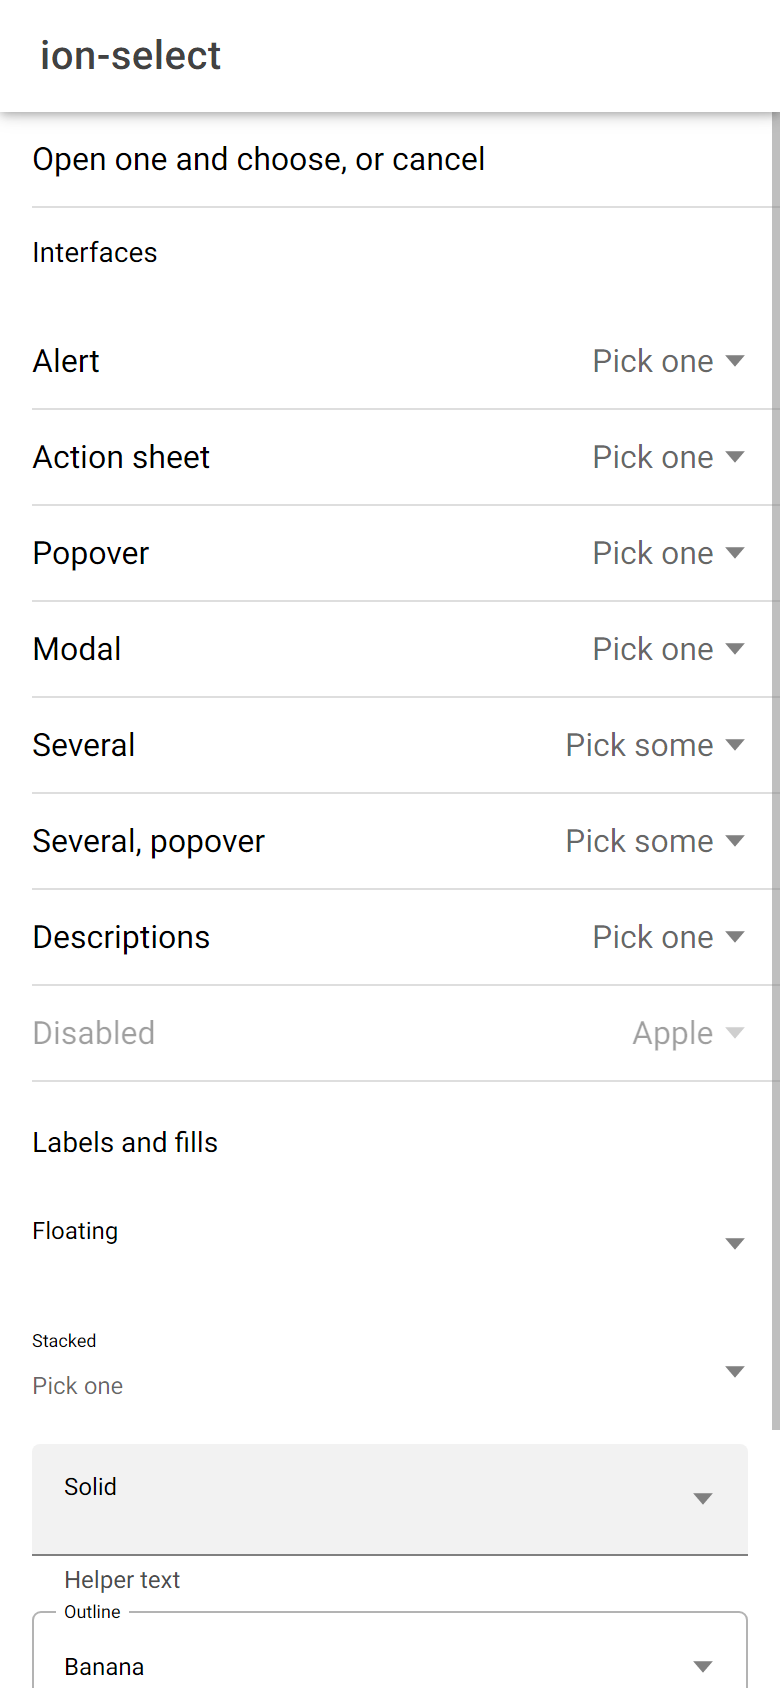 ion-select
Open one and choose, or cancel
Interfaces
Alert Pick one
Action sheet Pick one
Popover Pick one
Modal Pick one
Several Pick some
Several, popover Pick some
Descriptions Pick one
Disabled Apple
Labels and fills
Floating
Stacked
Pick one
Solid
Helper text
Outline
Banana